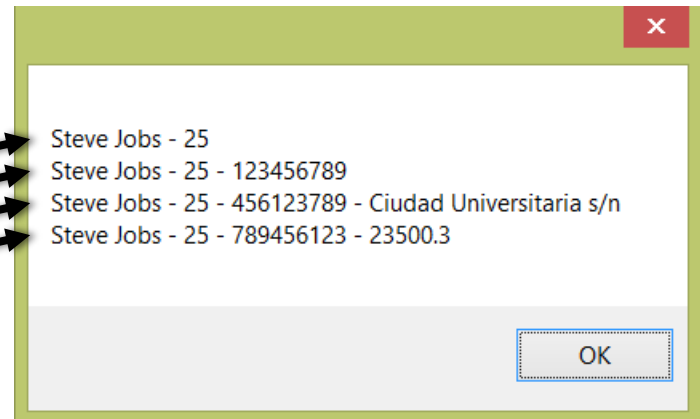 Steve Jobs - 25
Steve Jobs - 25 - 123456789
Steve Jobs - 25 - 456123789 - Ciudad Universitaria s/n
Steve Jobs - 25 - 789456123 - 23500.3
OK